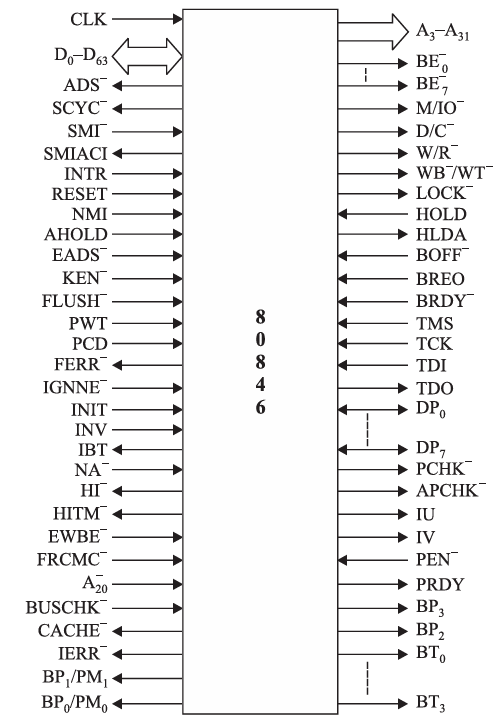 CLK
D₀–D₆₃
ADS⁻
SCYC⁻
SMI⁻
SMIACI
INTR
RESET
NMI
AHOLD
EADS⁻
KEN⁻
FLUSH⁻
PWT
PCD
FERR⁻
IGNNE⁻
INIT
INV
IBT
NA⁻
HI⁻
HITM⁻
EWBE⁻
FRCMC⁻
A₂₀⁻
BUSCHK⁻
CACHE⁻
IERR⁻
BP₁/PM₁
BP₀/PM₀
8
0
8
4
6
A₃–A₃₁
BE₀⁻
BE₇⁻
M/IO⁻
D/C⁻
W/R⁻
WB⁻/WT⁻
LOCK⁻
HOLD
HLDA
BOFF⁻
BREO
BRDY⁻
TMS
TCK
TDI
TDO
DP₀
DP₇
PCHK⁻
APCHK⁻
IU
IV
PEN⁻
PRDY
BP₃
BP₂
BT₀
BT₃